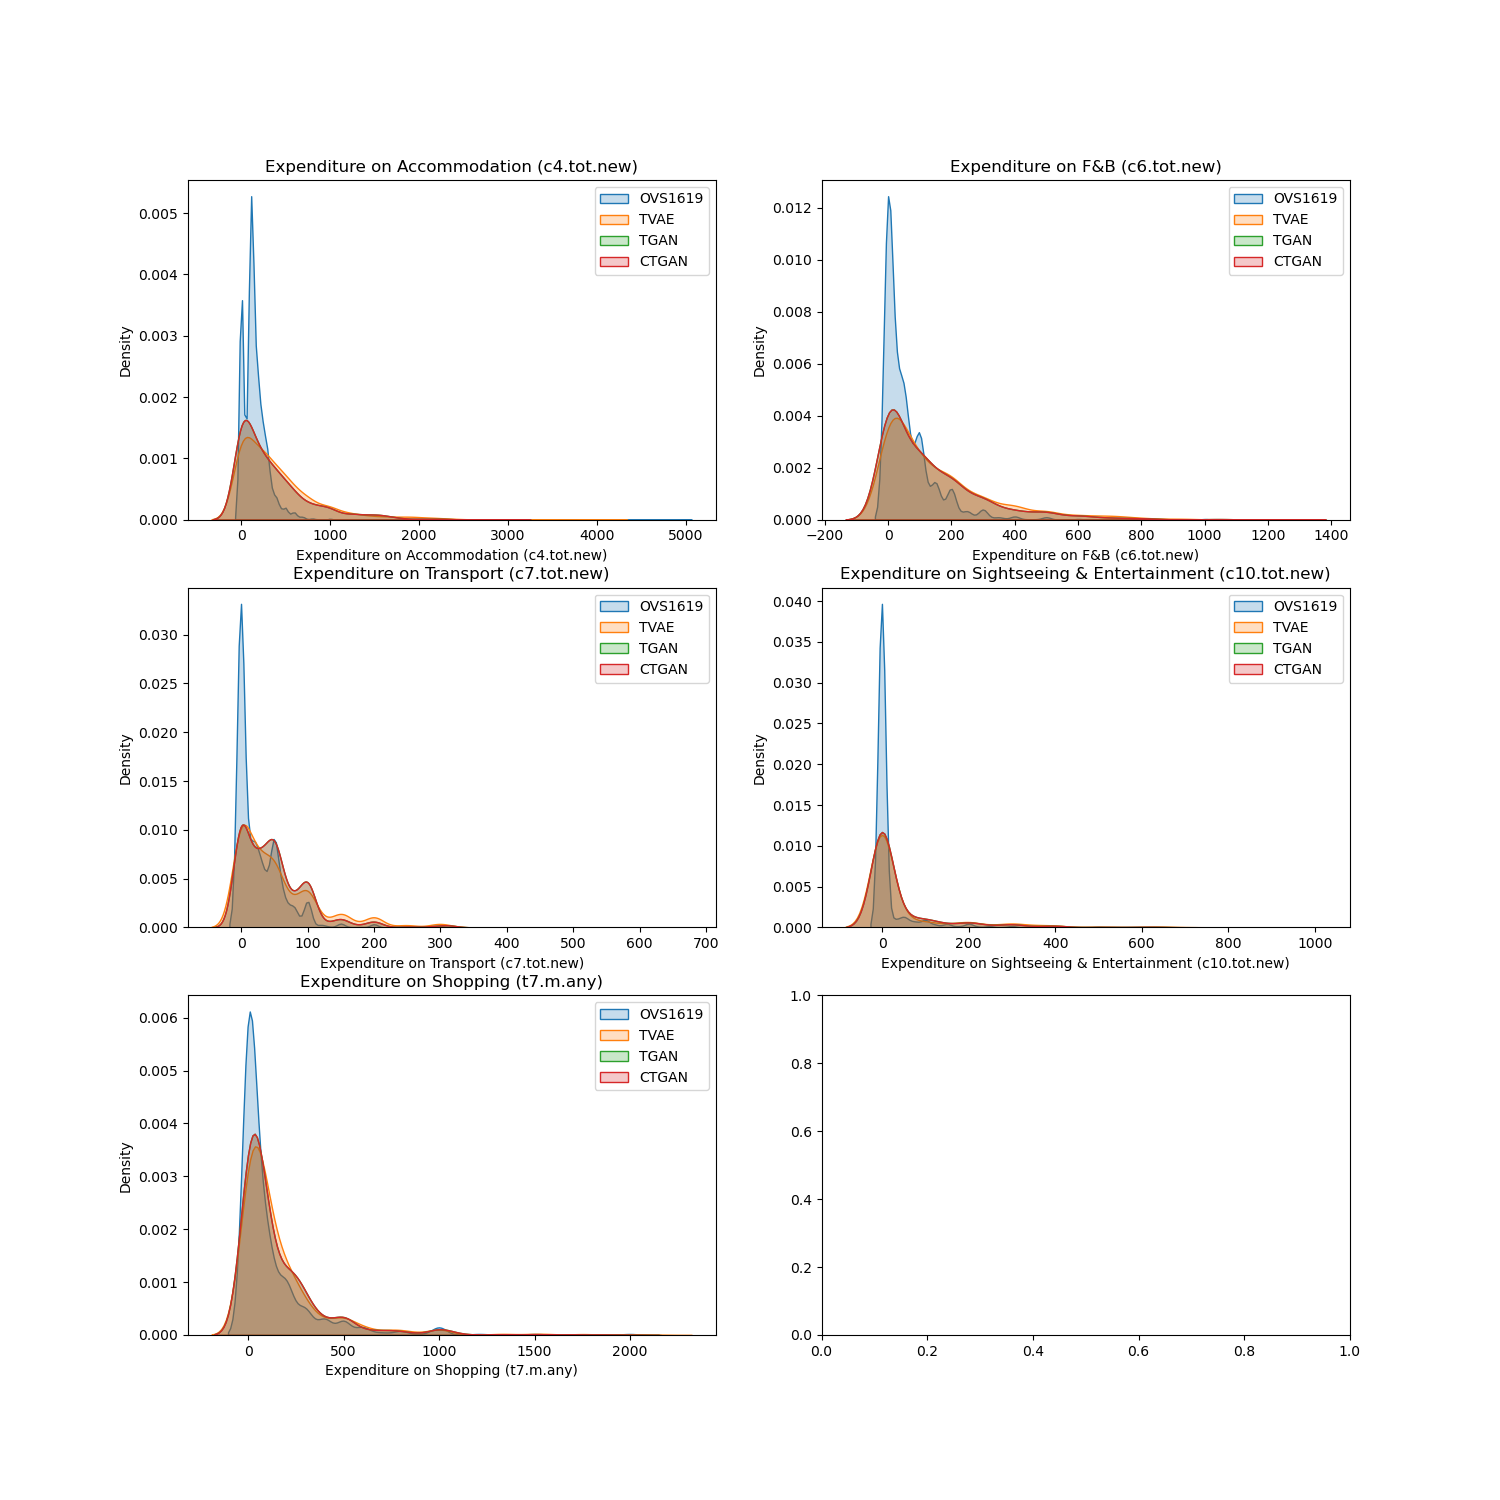 Expenditure on Accommodation (c4.tot.new)
0.005
0.004
0.003
0.002
0.001
0.000
Density
OVS1619
TVAE
TGAN
CTGAN
0 1000 2000 3000 4000 5000
Expenditure on Accommodation (c4.tot.new)
Expenditure on F&B (c6.tot.new)
0.012
0.010
0.008
0.006
0.004
0.002
0.000
Density
OVS1619
TVAE
TGAN
CTGAN
−200 0 200 400 600 800 1000 1200 1400
Expenditure on F&B (c6.tot.new)
Expenditure on Transport (c7.tot.new)
0.030
0.025
0.020
0.015
0.010
0.005
0.000
Density
OVS1619
TVAE
TGAN
CTGAN
0 100 200 300 400 500 600 700
Expenditure on Transport (c7.tot.new)
Expenditure on Sightseeing & Entertainment (c10.tot.new)
0.040
0.035
0.030
0.025
0.020
0.015
0.010
0.005
0.000
Density
OVS1619
TVAE
TGAN
CTGAN
0 200 400 600 800 1000
Expenditure on Sightseeing & Entertainment (c10.tot.new)
Expenditure on Shopping (t7.m.any)
0.006
0.005
0.004
0.003
0.002
0.001
0.000
Density
OVS1619
TVAE
TGAN
CTGAN
0 500 1000 1500 2000
Expenditure on Shopping (t7.m.any)
1.0
0.8
0.6
0.4
0.2
0.0
0.0 0.2 0.4 0.6 0.8 1.0